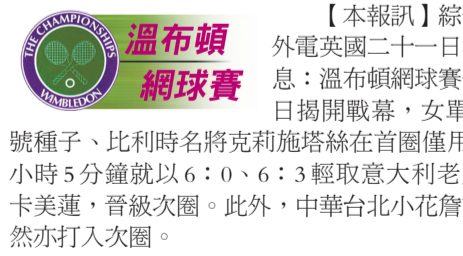 THE CHAMPIONSHIPS
WIMBLEDON
溫布頓
網球賽
【本報訊】綜
外電英國二十一日
息：溫布頓網球賽
日揭開戰幕，女單
號種子、比利時名將克莉施塔絲在首圈僅用
小時5分鐘就以6：0、6：3輕取意大利老
卡美蓮，晉級次圈。此外，中華台北小花詹
然亦打入次圈。